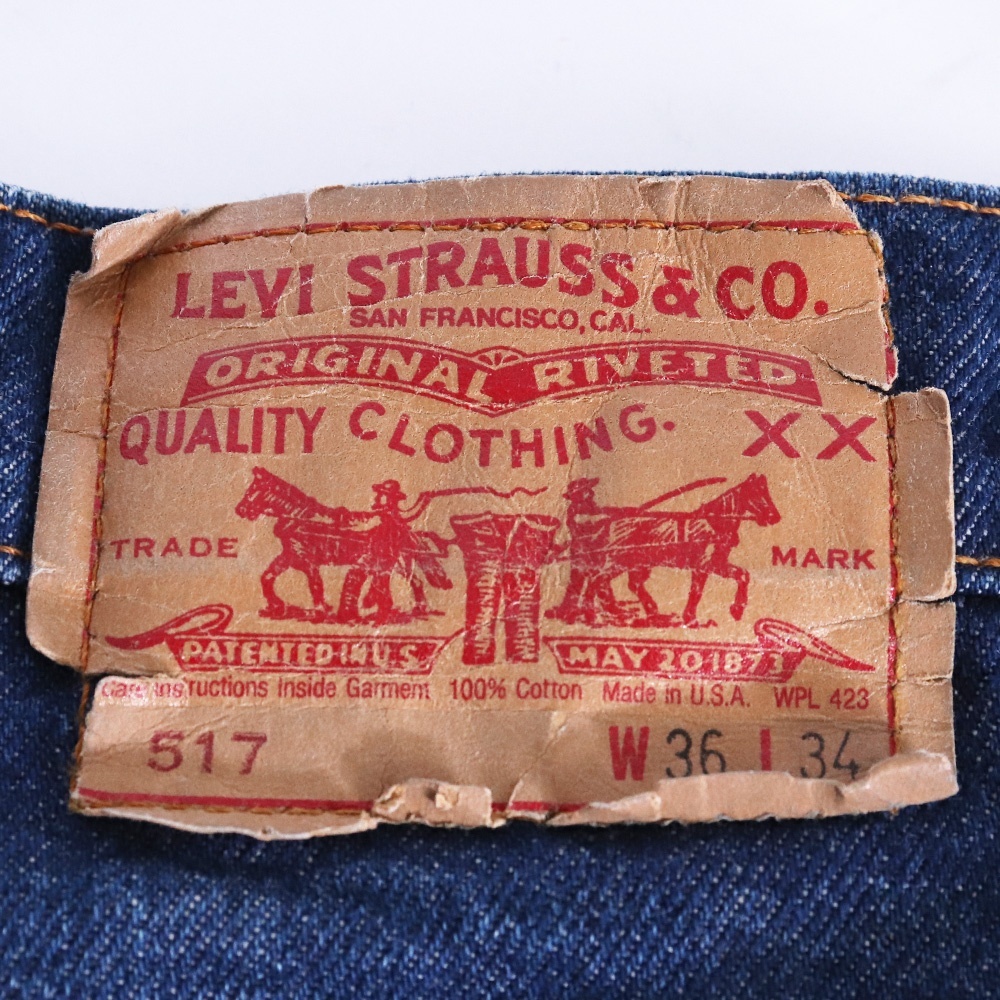 LEVI STRAUSS & CO.
SAN FRANCISCO, CAL.
ORIGINAL RIVETED
QUALITY CLOTHING. XX
TRADE MARK
PATENTED IN U.S. MAY 20 1873
Care Instructions Inside Garment 100% Cotton Made in U.S.A. WPL 423
517 W 36 L 34